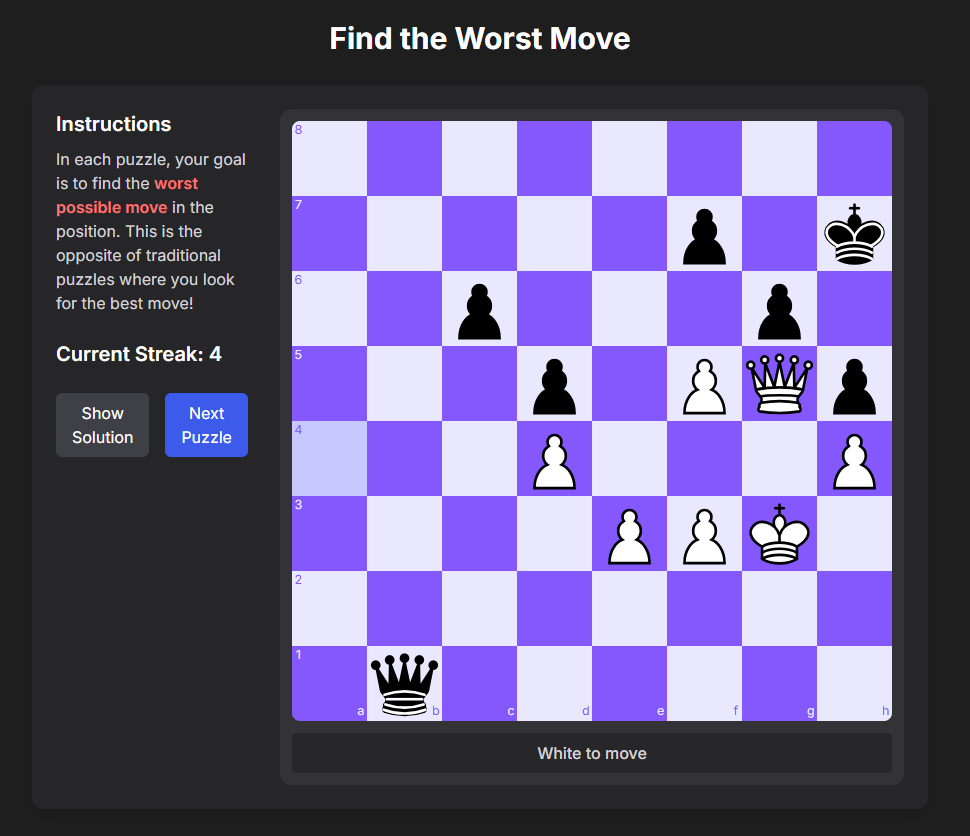 Find the Worst Move
Instructions
In each puzzle, your goal
is to find the worst
possible move in the
position. This is the
opposite of traditional
puzzles where you look
for the best move!
Current Streak: 4
Show
Solution
Next
Puzzle
8
7
6
5
4
3
2
1
a b c d e f g h
White to move